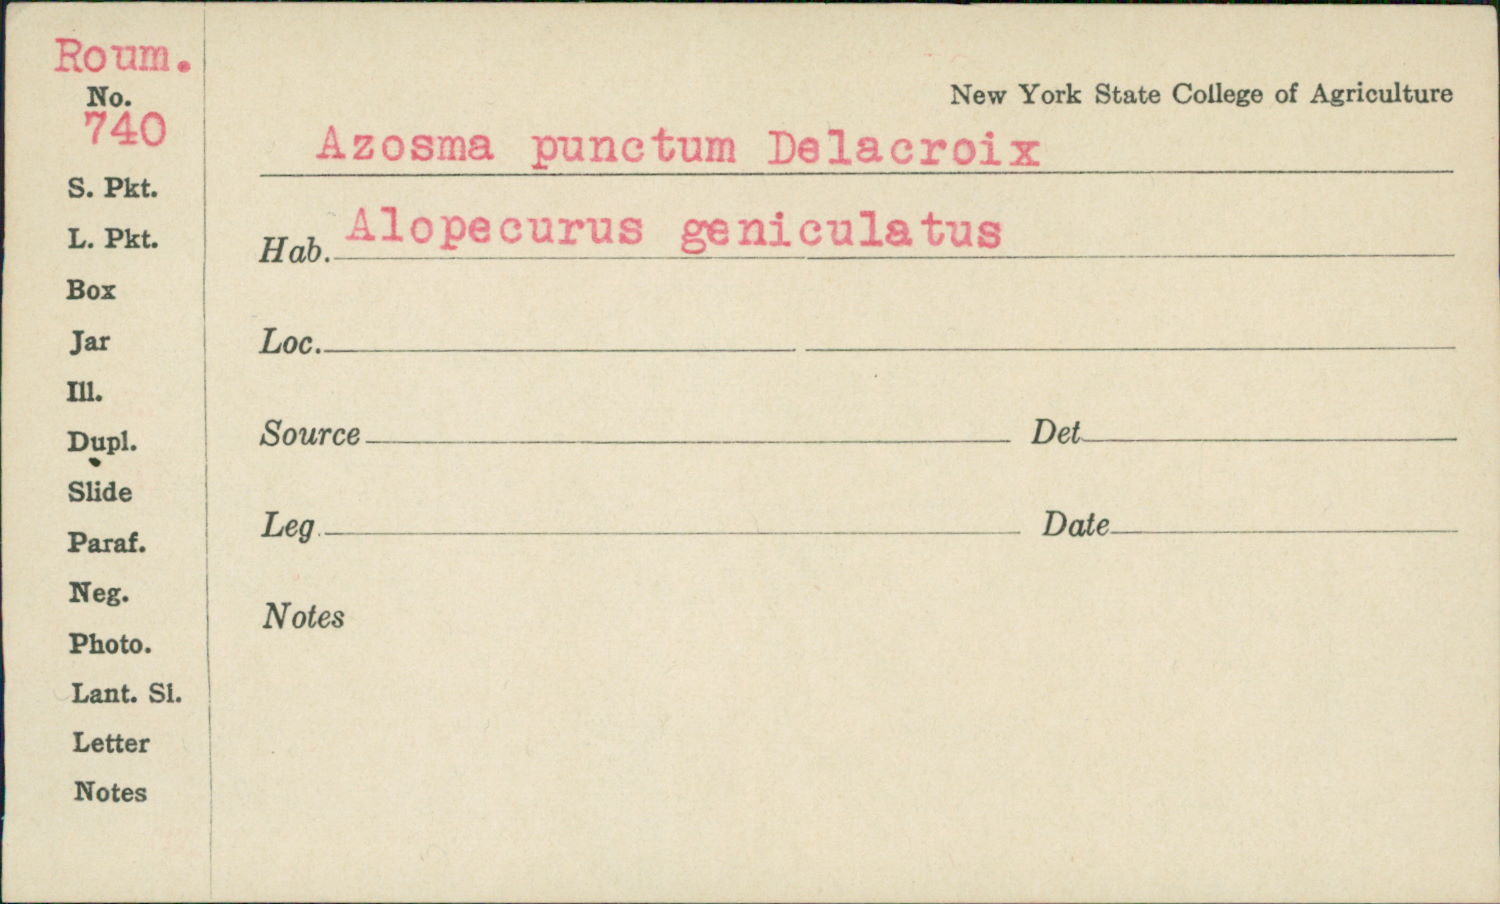 Roum.
No.
740
S. Pkt.
L. Pkt.
Box
Jar
Ill.
Dupl.
Slide
Paraf.
Neg.
Photo.
Lant. Sl.
Letter
Notes
New York State College of Agriculture
Azosma punctum Delacroix
Hab. Alopecurus geniculatus
Loc.
Source Det
Leg. Date
Notes